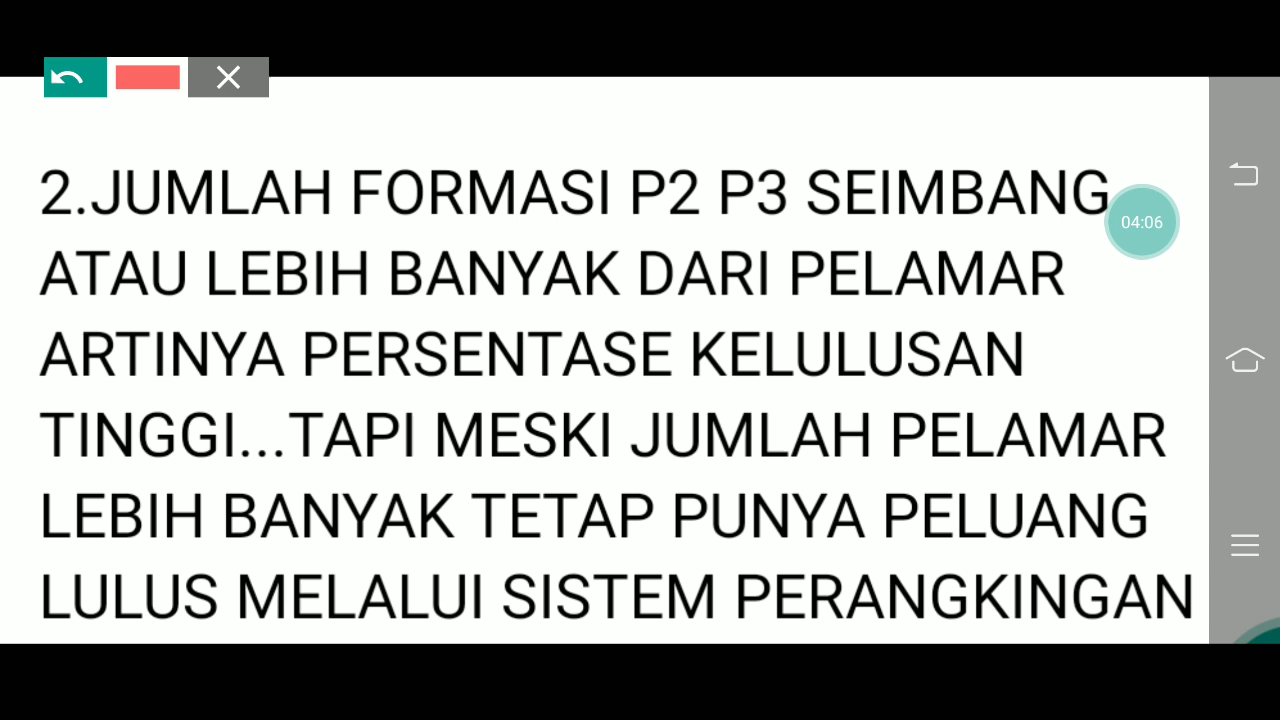 2.JUMLAH FORMASI P2 P3 SEIMBANG
04:06
ATAU LEBIH BANYAK DARI PELAMAR
ARTINYA PERSENTASE KELULUSAN
TINGGI...TAPI MESKI JUMLAH PELAMAR
LEBIH BANYAK TETAP PUNYA PELUANG
LULUS MELALUI SISTEM PERANGKINGAN